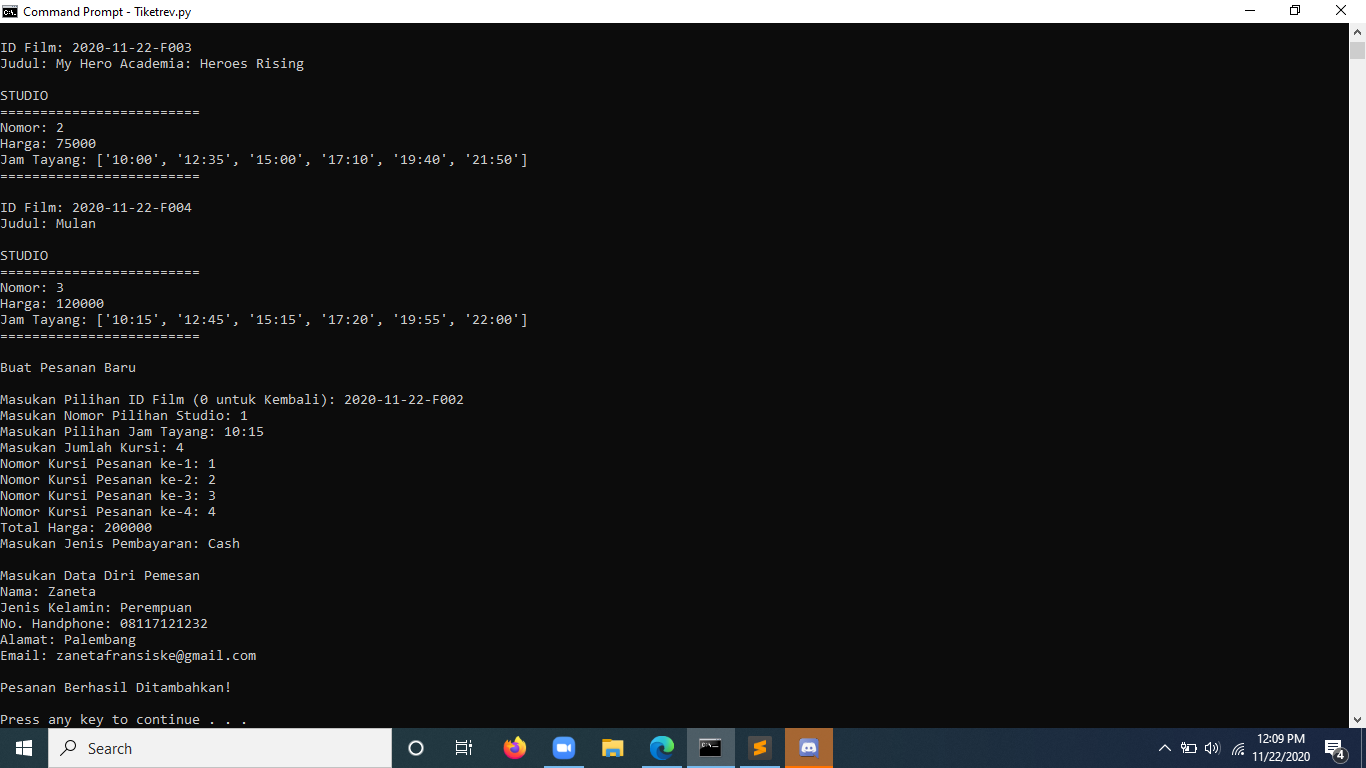 Command Prompt - Tiketrev.py
ID Film: 2020-11-22-F003
Judul: My Hero Academia: Heroes Rising
STUDIO
=========================
Nomor: 2
Harga: 75000
Jam Tayang: ['10:00', '12:35', '15:00', '17:10', '19:40', '21:50']
=========================
ID Film: 2020-11-22-F004
Judul: Mulan
STUDIO
=========================
Nomor: 3
Harga: 120000
Jam Tayang: ['10:15', '12:45', '15:15', '17:20', '19:55', '22:00']
=========================
Buat Pesanan Baru
Masukan Pilihan ID Film (0 untuk Kembali): 2020-11-22-F002
Masukan Nomor Pilihan Studio: 1
Masukan Pilihan Jam Tayang: 10:15
Masukan Jumlah Kursi: 4
Nomor Kursi Pesanan ke-1: 1
Nomor Kursi Pesanan ke-2: 2
Nomor Kursi Pesanan ke-3: 3
Nomor Kursi Pesanan ke-4: 4
Total Harga: 200000
Masukan Jenis Pembayaran: Cash
Masukan Data Diri Pemesan
Nama: Zaneta
Jenis Kelamin: Perempuan
No. Handphone: 08117121232
Alamat: Palembang
Email: zanetafransiske@gmail.com
Pesanan Berhasil Ditambahkan!
Press any key to continue . . .
Search
12:09 PM
11/22/2020
4